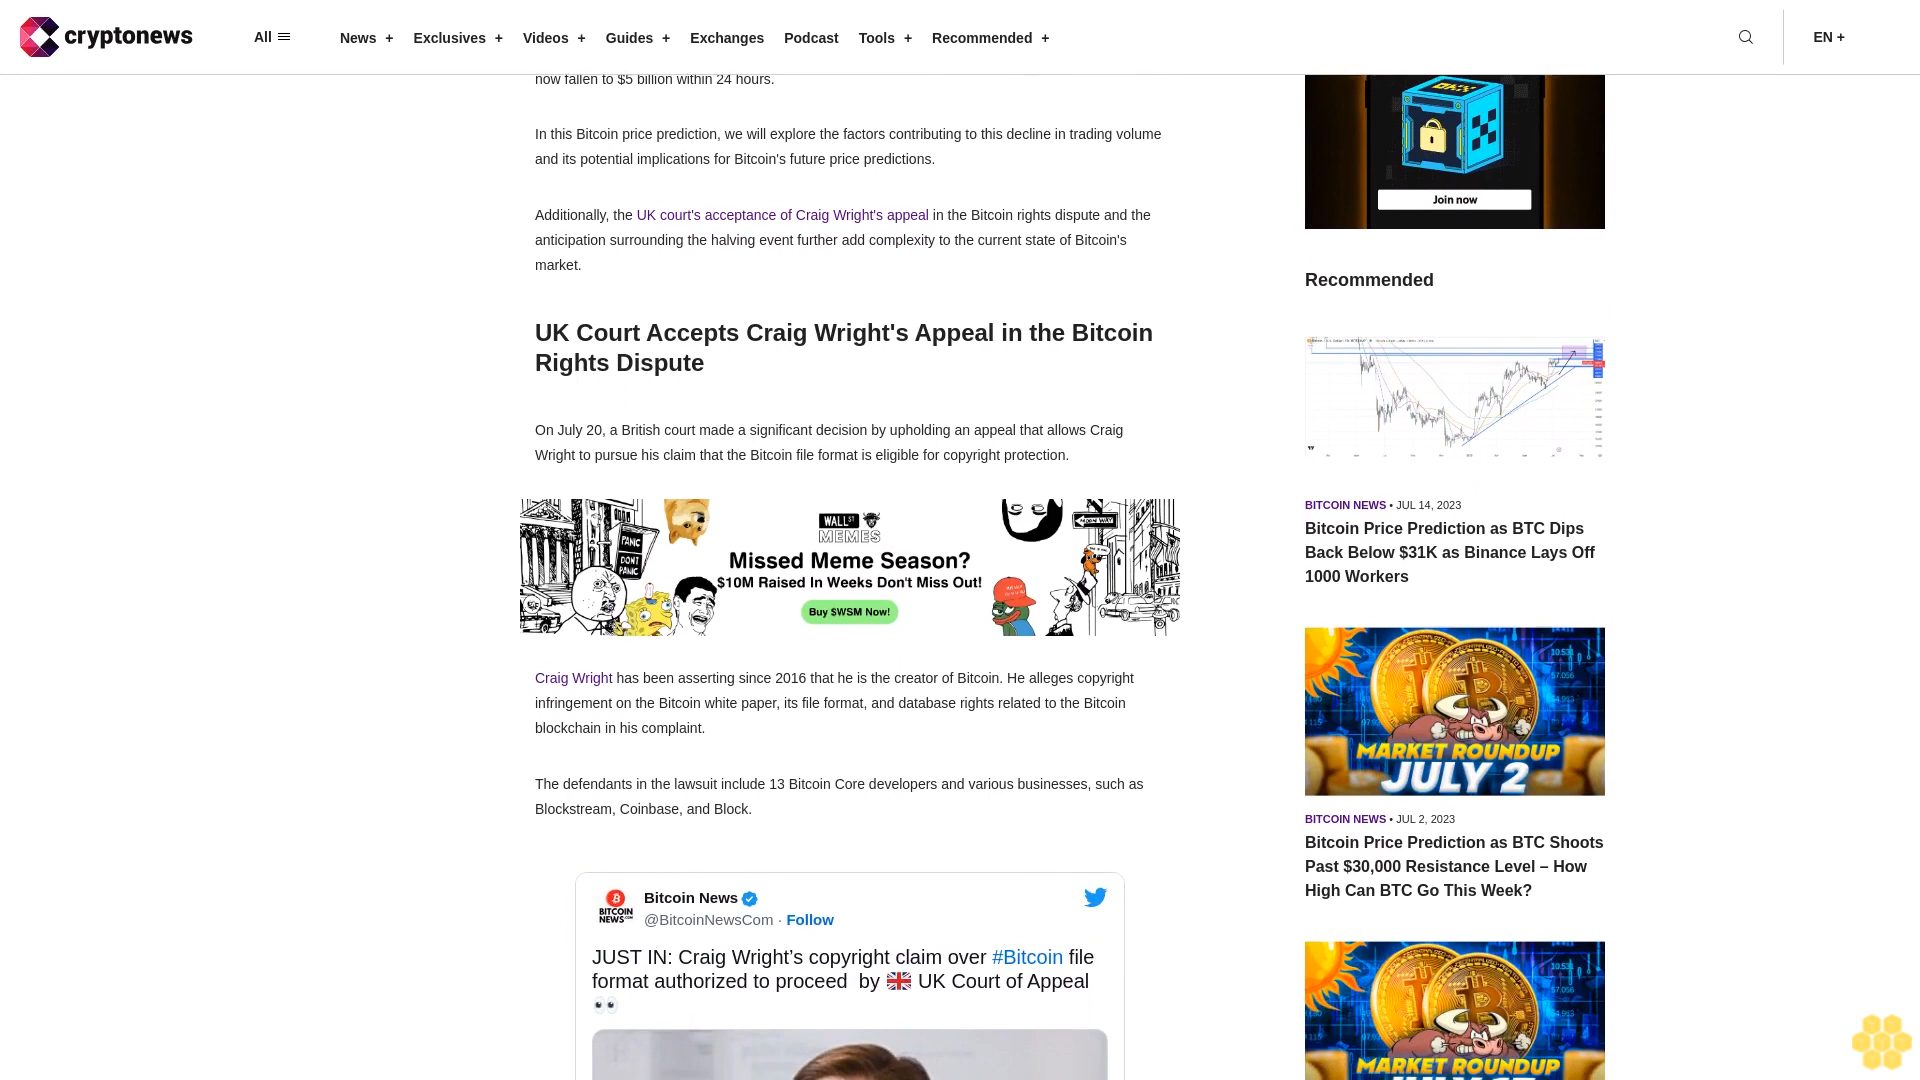 cryptonews
All
News +
Exclusives +
Videos +
Guides +
Exchanges
Podcast
Tools +
Recommended +
EN +
now fallen to $5 billion within 24 hours.
In this Bitcoin price prediction, we will explore the factors contributing to this decline in trading volume
and its potential implications for Bitcoin's future price predictions.
Additionally, the UK court's acceptance of Craig Wright's appeal in the Bitcoin rights dispute and the
anticipation surrounding the halving event further add complexity to the current state of Bitcoin's
market.
UK Court Accepts Craig Wright's Appeal in the Bitcoin
Rights Dispute
On July 20, a British court made a significant decision by upholding an appeal that allows Craig
Wright to pursue his claim that the Bitcoin file format is eligible for copyright protection.
PANIC
DONT
PANIC
WALL ST
MEMES
Missed Meme Season?
$10M Raised In Weeks Don't Miss Out!
Buy $WSM Now!
Craig Wright has been asserting since 2016 that he is the creator of Bitcoin. He alleges copyright
infringement on the Bitcoin white paper, its file format, and database rights related to the Bitcoin
blockchain in his complaint.
The defendants in the lawsuit include 13 Bitcoin Core developers and various businesses, such as
Blockstream, Coinbase, and Block.
BITCOIN
NEWS
Bitcoin News
@BitcoinNewsCom · Follow
JUST IN: Craig Wright’s copyright claim over #Bitcoin file
format authorized to proceed by 🇬🇧 UK Court of Appeal
👀
Join now
Recommended
BITCOIN NEWS • JUL 14, 2023
Bitcoin Price Prediction as BTC Dips
Back Below $31K as Binance Lays Off
1000 Workers
MARKET ROUNDUP
JULY 2
BITCOIN NEWS • JUL 2, 2023
Bitcoin Price Prediction as BTC Shoots
Past $30,000 Resistance Level – How
High Can BTC Go This Week?
MARKET ROUNDUP